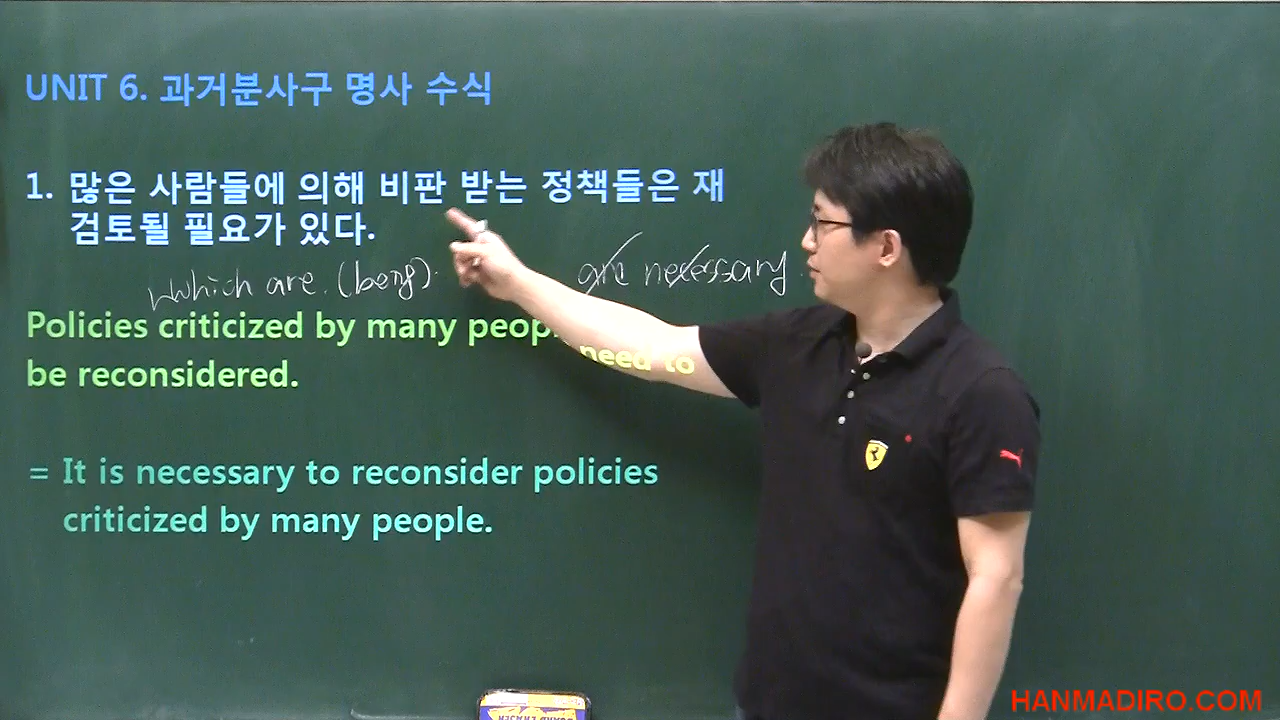 UNIT 6. 과거분사구 명사 수식
1. 많은 사람들에 의해 비판 받는 정책들은 재
검토될 필요가 있다.
which are (being).
are necessary.
Policies criticized by many people need to
be reconsidered.
= It is necessary to reconsider policies
criticized by many people.
HANMADIRO.COM